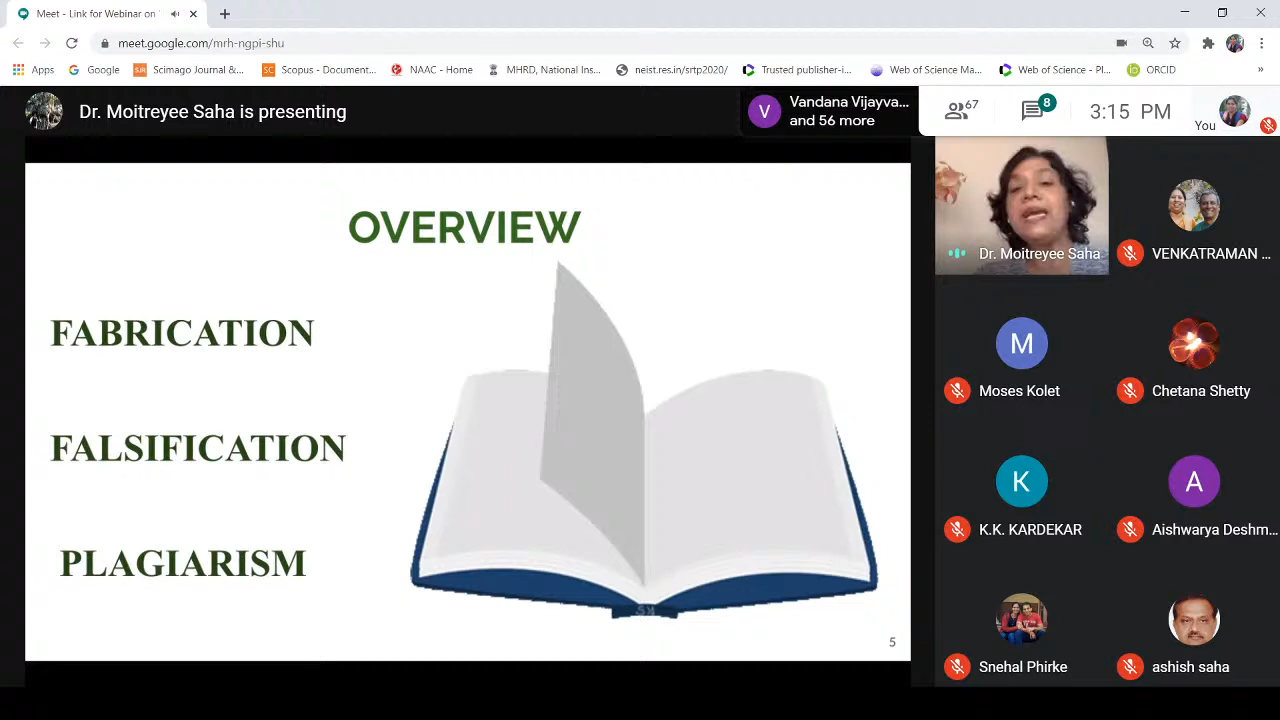 Meet - Link for Webinar on
meet.google.com/mrh-ngpi-shu
Apps
Google
Scimago Journal &...
Scopus - Document...
NAAC - Home
MHRD, National Ins...
neist.res.in/srtp2020/
Trusted publisher-i...
Web of Science Ma...
Web of Science - Pl...
ORCID
»
Dr. Moitreyee Saha is presenting
V
Vandana Vijayva...
and 56 more
67
8
3:15 PM
You
OVERVIEW
FABRICATION
FALSIFICATION
PLAGIARISM
5
Dr. Moitreyee Saha
VENKATRAMAN ...
M
Moses Kolet
Chetana Shetty
K
K.K. KARDEKAR
A
Aishwarya Deshm...
Snehal Phirke
ashish saha